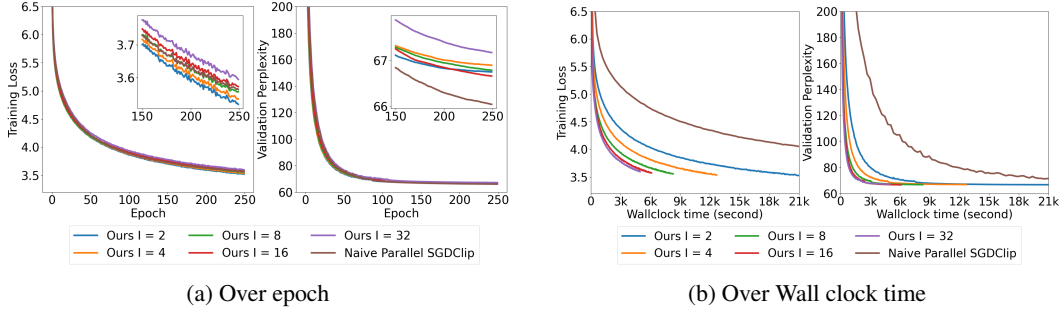 6.5
6.0
5.5
5.0
4.5
4.0
3.5
Training Loss
0 50 100 150 200 250
Epoch
3.7
3.6
150 200 250
200
180
160
140
120
100
80
60
Validation Perplexity
0 50 100 150 200 250
Epoch
67
66
150 200 250
Ours I = 2 Ours I = 8 Ours I = 32
Ours I = 4 Ours I = 16 Naive Parallel SGDClip
(a) Over epoch
6.5
6.0
5.5
5.0
4.5
4.0
3.5
Training Loss
0 3k 6k 9k 12k 15k 18k 21k
Wallclock time (second)
200
180
160
140
120
100
80
60
Validation Perplexity
0 3k 6k 9k 12k 15k 18k 21k
Wallclock time (second)
Ours I = 2 Ours I = 8 Ours I = 32
Ours I = 4 Ours I = 16 Naive Parallel SGDClip
(b) Over Wall clock time